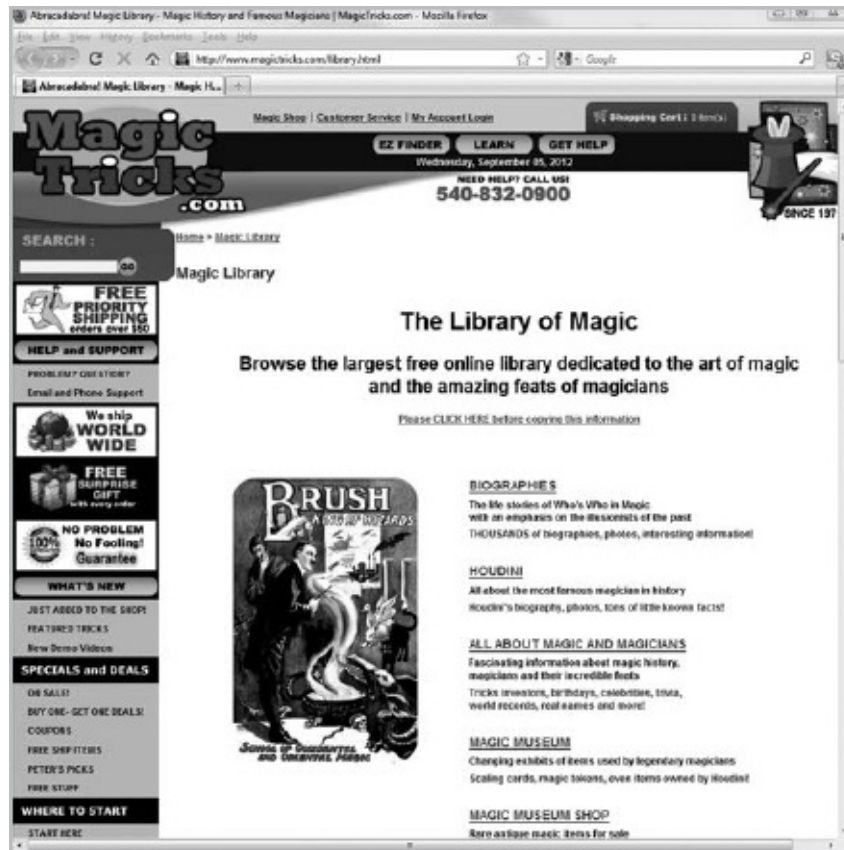 Abracadabra! Magic Library - Magic History and Famous Magicians | MagicTricks.com - Mozilla Firefox
File Edit View History Bookmarks Tools Help
http://www.magictricks.com/library.html
Google
Abracadabra! Magic Library - Magic H...
Magic Shop | Customer Service | My Account Login
Shopping Cart: 0 item(s)
Magic
Tricks
.com
EZ FINDER LEARN GET HELP
Wednesday, September 05, 2012
NEED HELP? CALL US!
540-832-0900
SINCE 197
SEARCH :
GO
Home > Magic Library
Magic Library
FREE
PRIORITY
SHIPPING
orders over $50
HELP and SUPPORT
PROBLEM? QUESTION?
Email and Phone Support
We ship
WORLD
WIDE
FREE
SURPRISE
GIFT
with every order
100%
NO PROBLEM
No Fooling!
Guarantee
WHAT'S NEW
JUST ADDED TO THE SHOP!
FEATURED TRICKS
New Demo Videos
SPECIALS and DEALS
ON SALE!
BUY ONE- GET ONE DEALS!
COUPONS
FREE SHIP ITEMS
PETER'S PICKS
FREE STUFF
WHERE TO START
START HERE
The Library of Magic
Browse the largest free online library dedicated to the art of magic
and the amazing feats of magicians
Please CLICK HERE before copying this information
BRUSH
KING OF WIZARDS
SCHOOL OF OCCIDENTAL
AND ORIENTAL MAGIC
BIOGRAPHIES
The life stories of Who's Who in Magic
with an emphasis on the illusionists of the past
THOUSANDS of biographies, photos, interesting information!
HOUDINI
All about the most famous magician in history
Houdini's biography, photos, tons of little known facts!
ALL ABOUT MAGIC AND MAGICIANS
Fascinating information about magic history,
magicians and their incredible feats
Tricks inventors, birthdays, celebrities, trivia,
world records, real names and more!
MAGIC MUSEUM
Changing exhibits of items used by legendary magicians
Scaling cards, magic tokens, even items owned by Houdini!
MAGIC MUSEUM SHOP
Rare antique magic items for sale